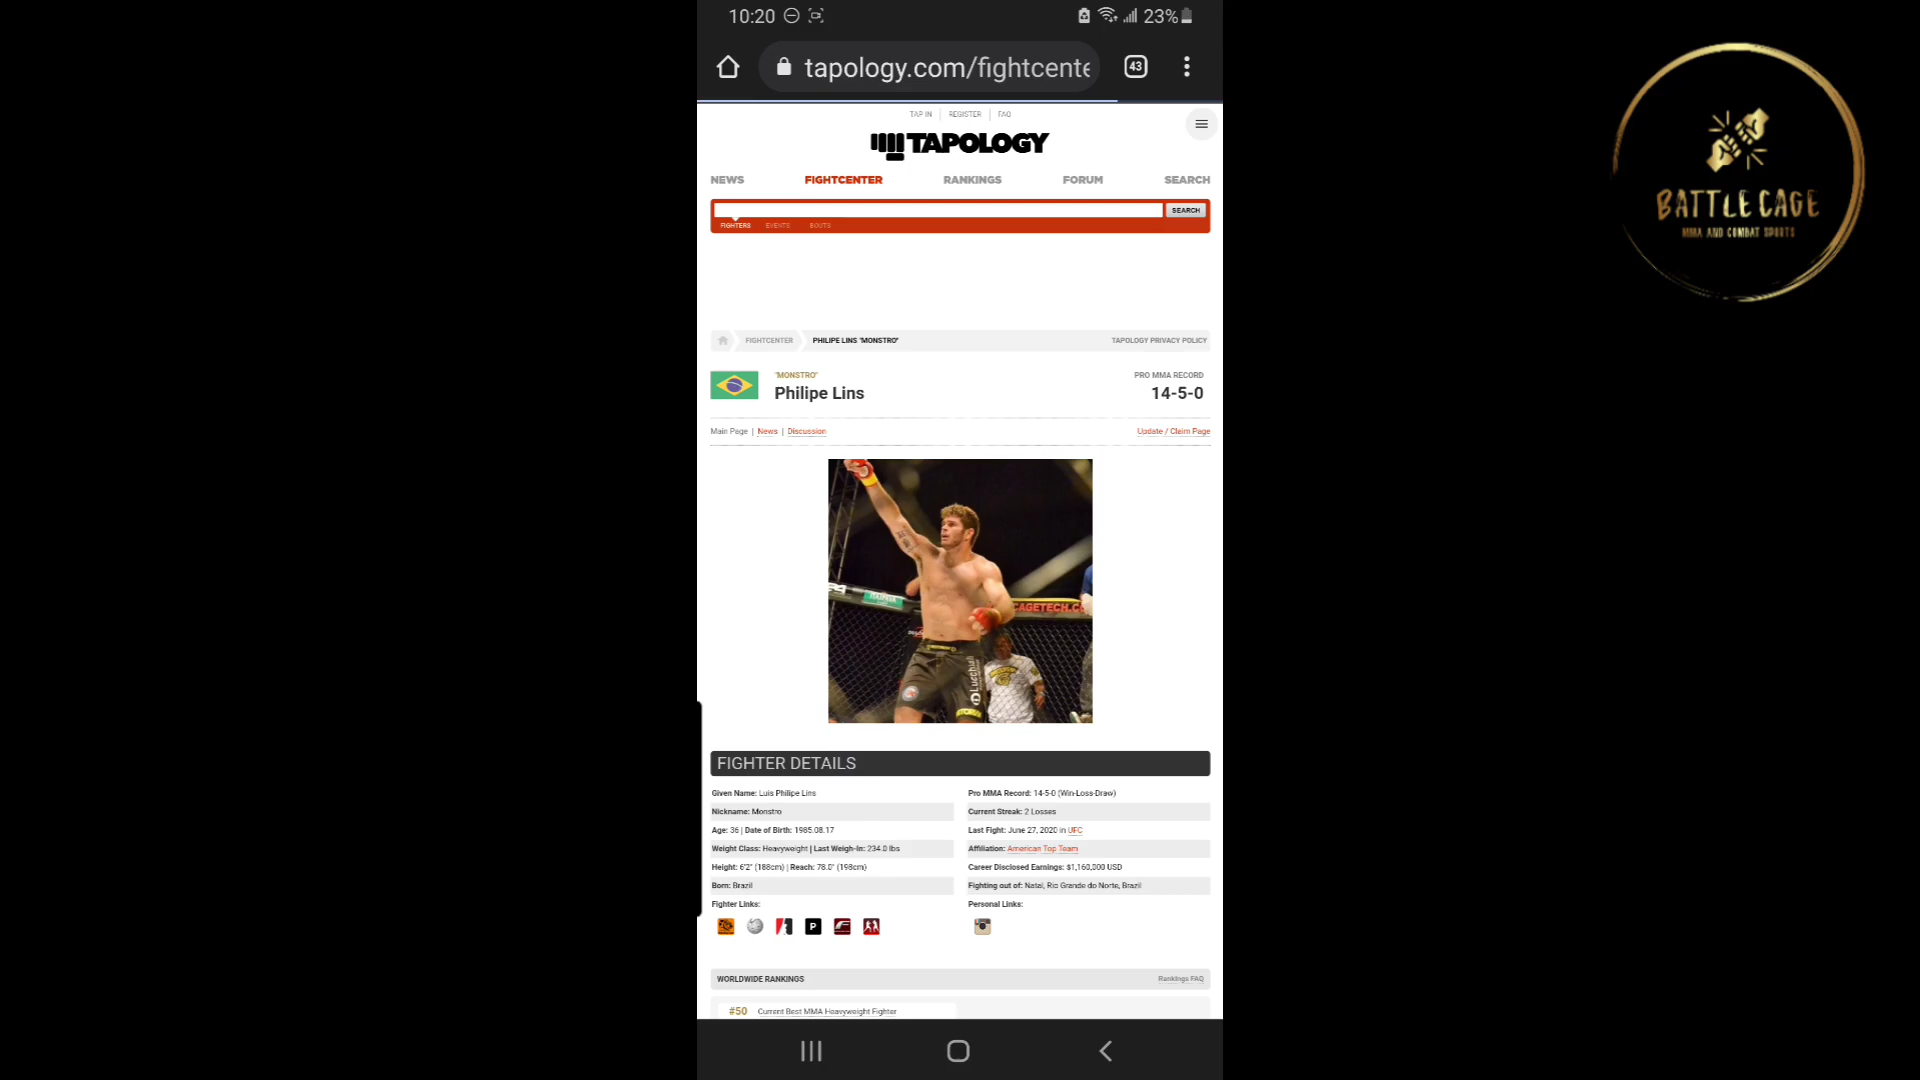 10:20
23%
tapology.com/fightcente
43
TAP IN
REGISTER
FAQ
TAPOLOGY
NEWS
FIGHTCENTER
RANKINGS
FORUM
SEARCH
SEARCH
FIGHTERS
EVENTS
BOUTS
FIGHTCENTER
PHILIPE LINS "MONSTRO"
TAPOLOGY PRIVACY POLICY
"MONSTRO"
Philipe Lins
PRO MMA RECORD
14-5-0
Main Page | News | Discussion
Update / Claim Page
CAGETECH.C
FIGHTER DETAILS
Given Name: Luis Philipe Lins
Pro MMA Record: 14-5-0 (Win-Loss-Draw)
Nickname: Monstro
Current Streak: 2 Losses
Age: 36 | Date of Birth: 1985.08.17
Last Fight: June 27, 2020 in UFC
Weight Class: Heavyweight | Last Weigh-In: 234.0 lbs
Affiliation: American Top Team
Height: 6'2" (188cm) | Reach: 78.0" (198cm)
Career Disclosed Earnings: $1,160,000 USD
Born: Brazil
Fighting out of: Natal, Rio Grande do Norte, Brazil
Fighter Links:
Personal Links:
P
WORLDWIDE RANKINGS
Rankings FAQ
#50 Current Best MMA Heavyweight Fighter
BATTLE CAGE
MMA AND COMBAT SPORTS